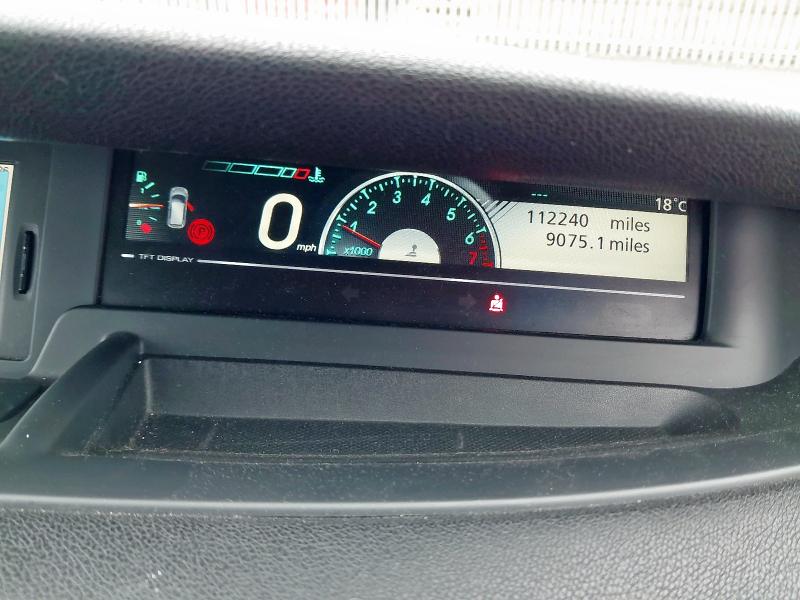 18°C
112240 miles
9075.1 miles
0 mph
1 2 3 4 5 6 7
x1000
P
TFT DISPLAY